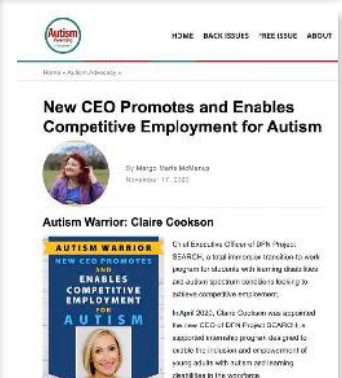 Autism
Parenting
HOME BACK ISSUES FREE ISSUE ABOUT
Home » Autism Advocacy »
New CEO Promotes and Enables
Competitive Employment for Autism
By Margo Marie McManus
November 17, 2020
Autism Warrior: Claire Cookson
AUTISM WARRIOR
NEW CEO PROMOTES
AND
ENABLES
COMPETITIVE
EMPLOYMENT
FOR
AUTISM
Chief Executive Officer of DFN Project
SEARCH, a total immersion transition-to-work
program for students with learning disabilities
and autism spectrum conditions looking to
achieve competitive employment.
In April 2020, Claire Cookson was appointed
the new CEO of DFN Project SEARCH, a
supported internship program designed to
enable the inclusion and empowerment of
young adults with autism and learning
disabilities in the workforce.